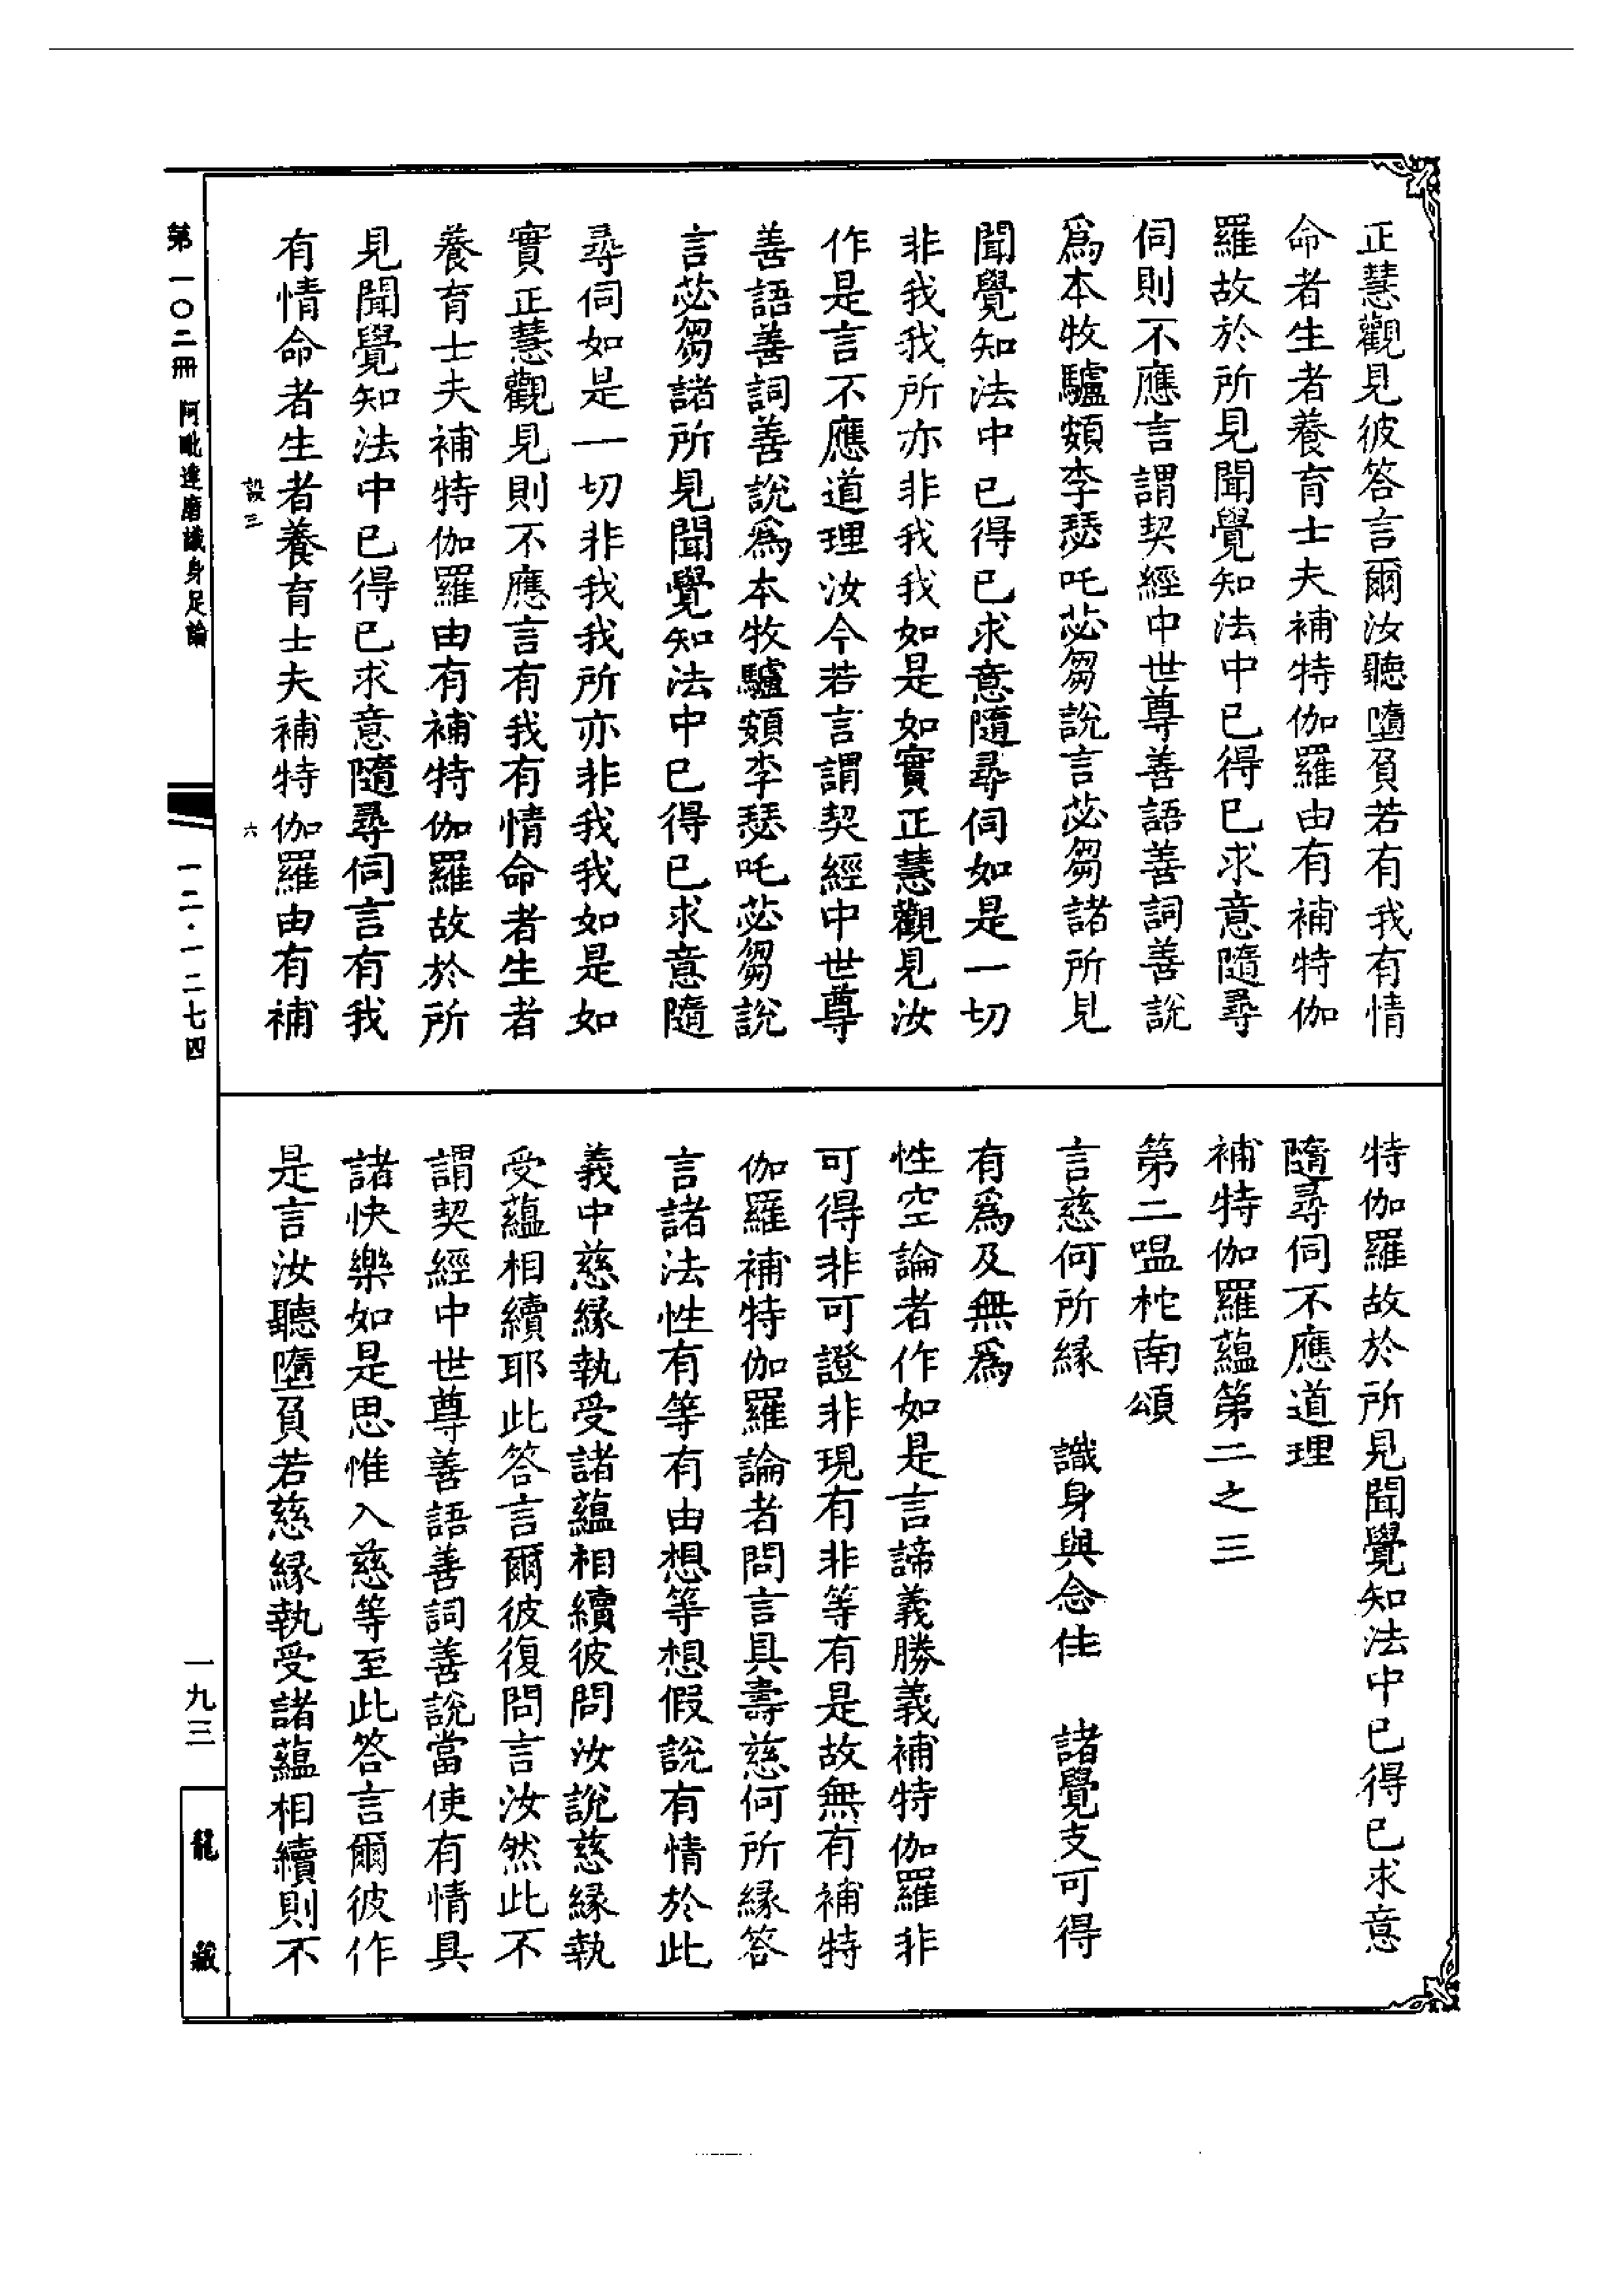 正慧觀見彼答言爾汝聽墮負若有我有情
命者生者養育士夫補特伽羅由有補特伽
羅故於所見聞覺知法中已得已求意隨尋
伺則不應言謂契經中世尊善語善詞善說
爲本牧驢頞李瑟吒苾芻說言苾芻諸所見
聞覺知法中已得已求意隨尋伺如是一切
非我我所亦非我我如是如實正慧觀見汝
作是言不應道理汝今若言謂契經中世尊
善語善詞善說爲本牧驢頞李瑟吒苾芻說
言苾芻諸所見聞覺知法中已得已求意隨
尋伺如是一切非我我所亦非我我如是如
實正慧觀見則不應言有我有情命者生者
養育士夫補特伽羅由有補特伽羅故於所
見聞覺知法中已得已求意隨尋伺言有我
有情命者生者養育士夫補特伽羅由有補
設三 六
特伽羅故於所見聞覺知法中已得已求意
隨尋伺不應道理
補特伽羅蘊第二之三
第二嗢柁南頌
言慈何所緣 識身與念住 諸覺支可得
有爲及無爲
性空論者作如是言諦義勝義補特伽羅非
可得非可證非現有非等有是故無有補特
伽羅補特伽羅論者問言具壽慈何所緣答
言諸法性有等有由想等想假說有情於此
義中慈緣執受諸蘊相續彼問汝說慈緣執
受蘊相續耶此答言爾彼復問言汝然此不
謂契經中世尊善語善詞善說當使有情具
諸快樂如是思惟入慈等至此答言爾彼作
是言汝聽墮負若慈緣執受諸蘊相續則不
第一〇二冊 阿毗達磨識身足論 一二·一二七四 一九三 龍藏